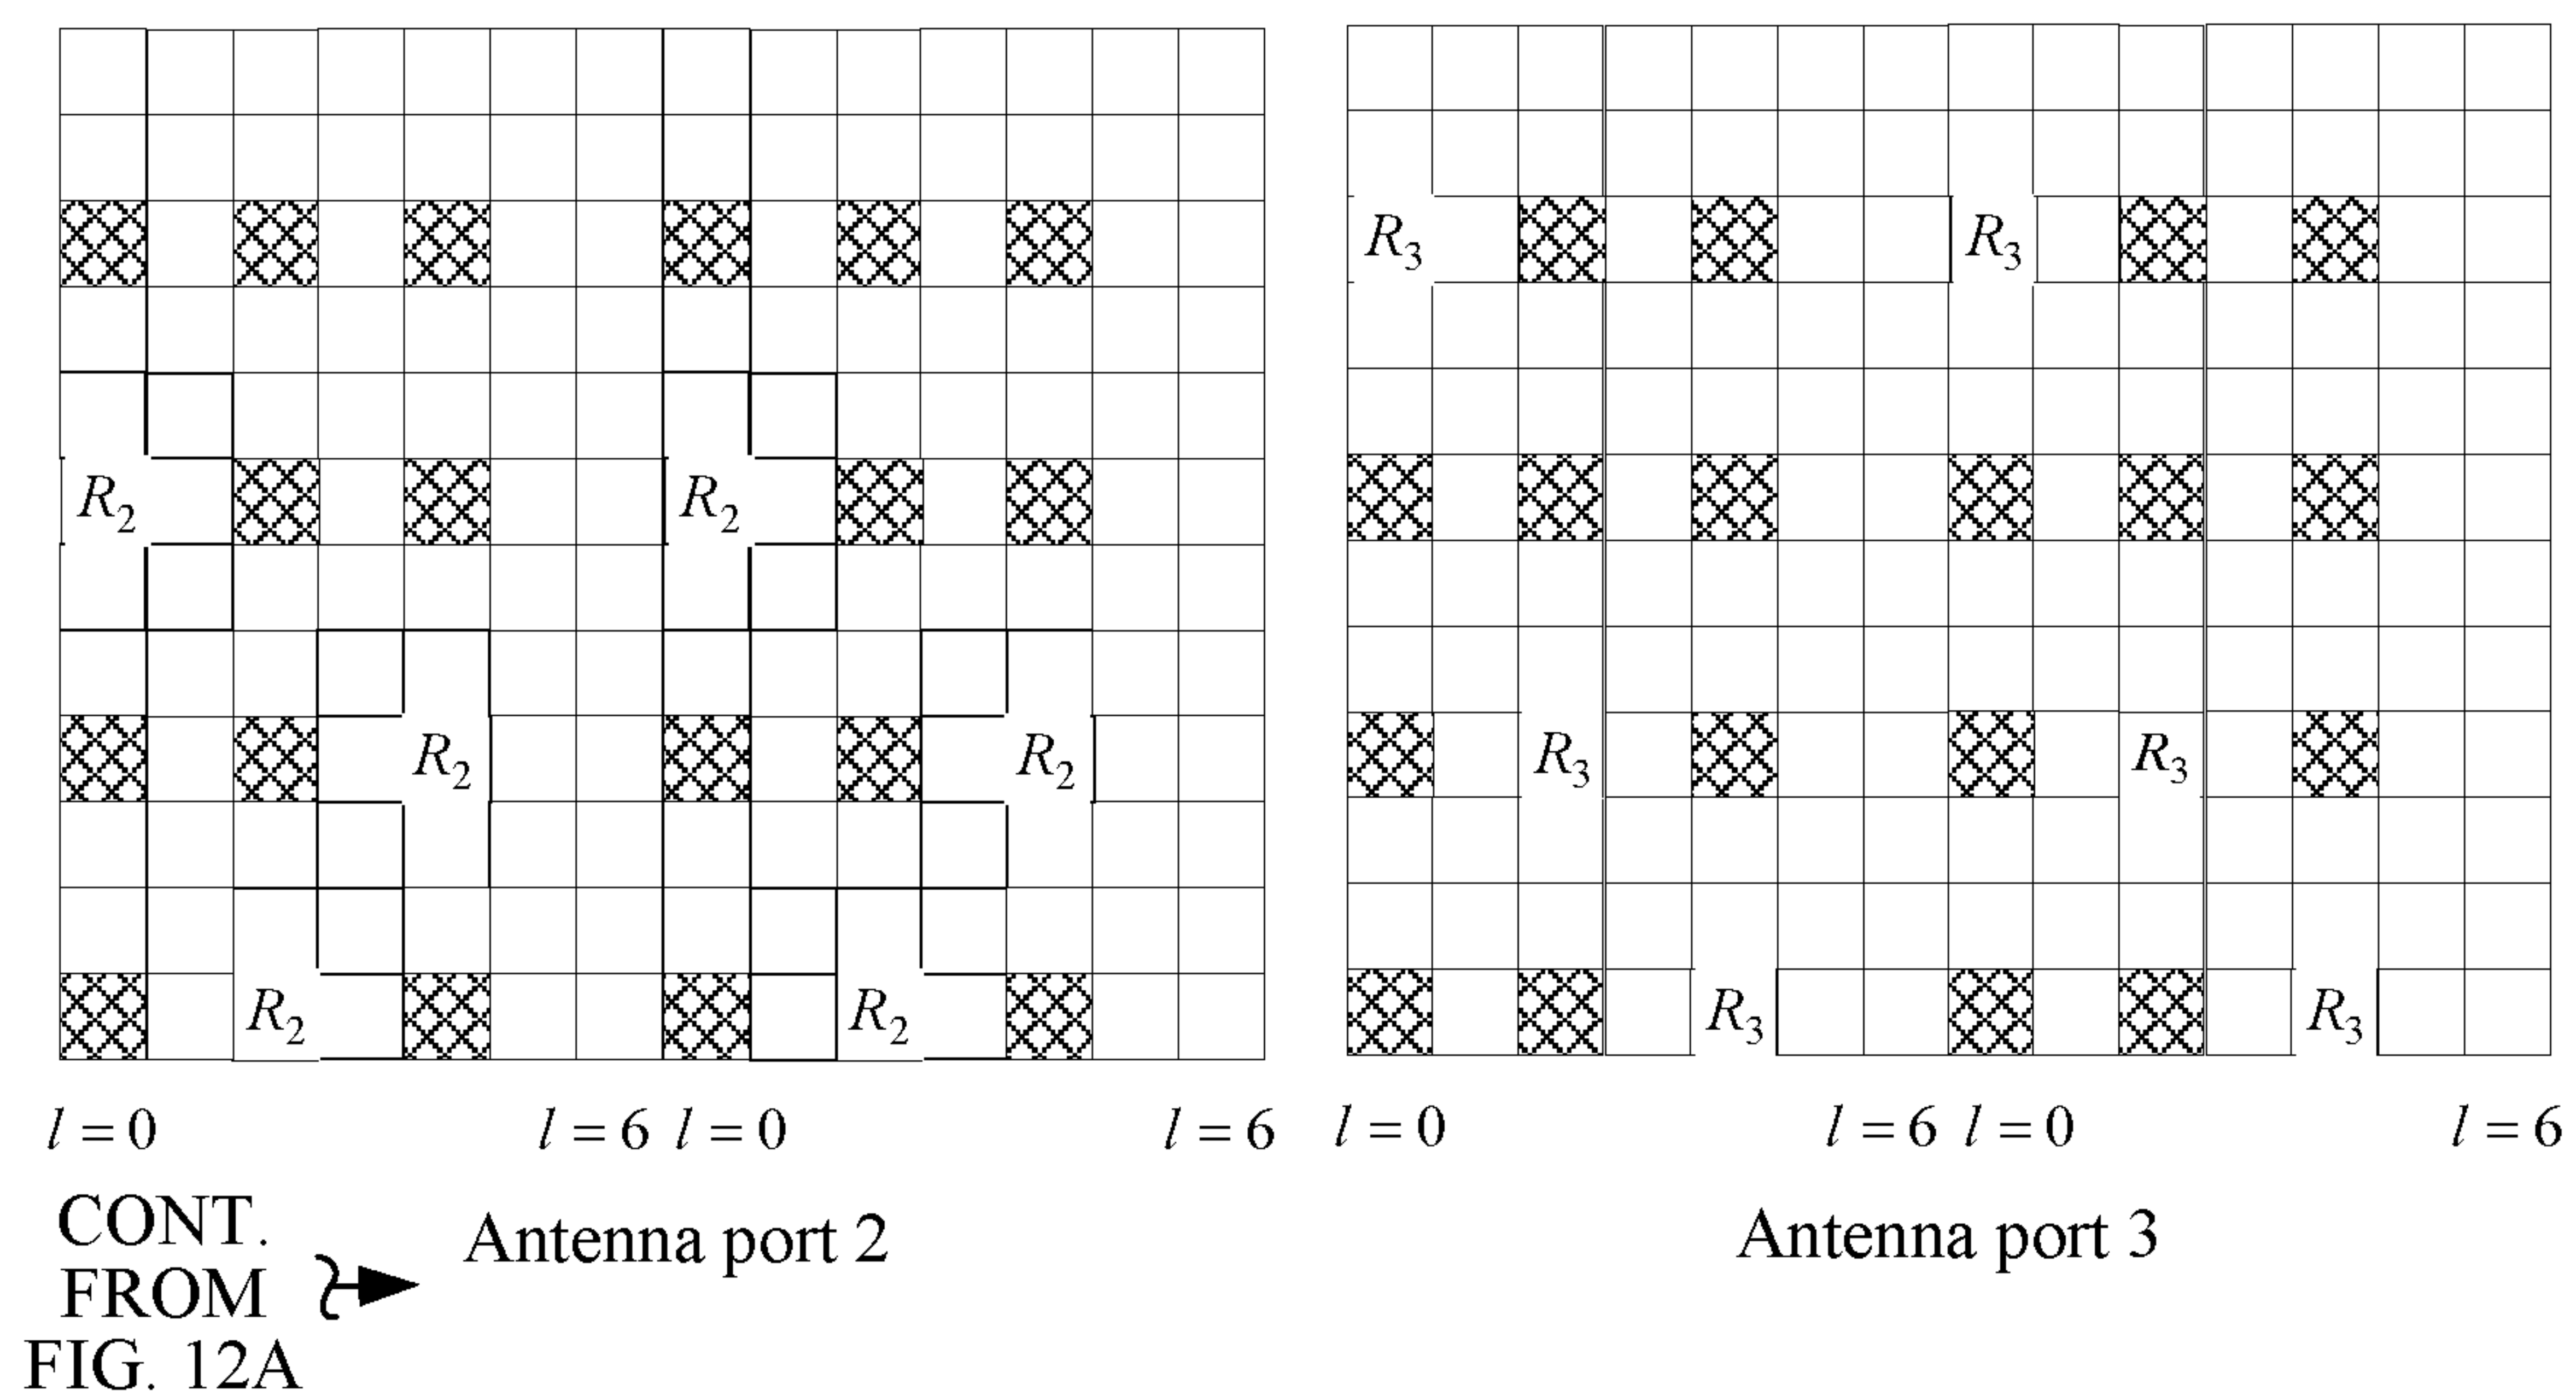 R₃ R₃
R₂ R₂
R₂ R₂ R₃ R₃
R₂ R₂ R₃ R₃
l = 0 l = 6 l = 0 l = 6 l = 0 l = 6 l = 0 l = 6
CONT.
FROM
FIG. 12A
Antenna port 2 Antenna port 3